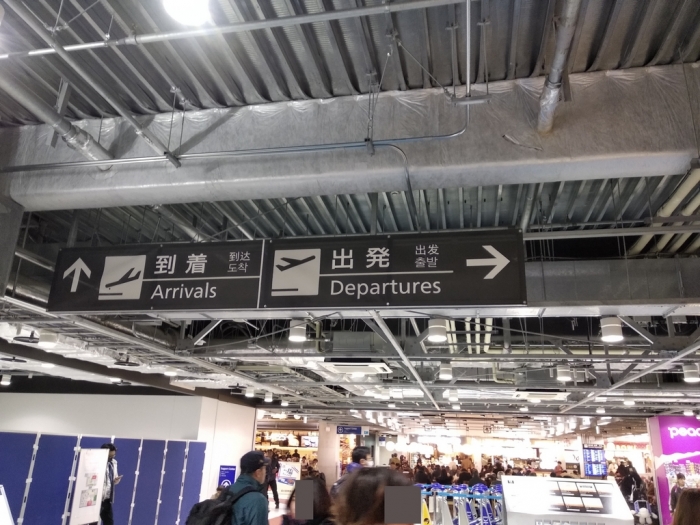 到着
到达
도착
Arrivals
出発
出发
출발
Departures
peac